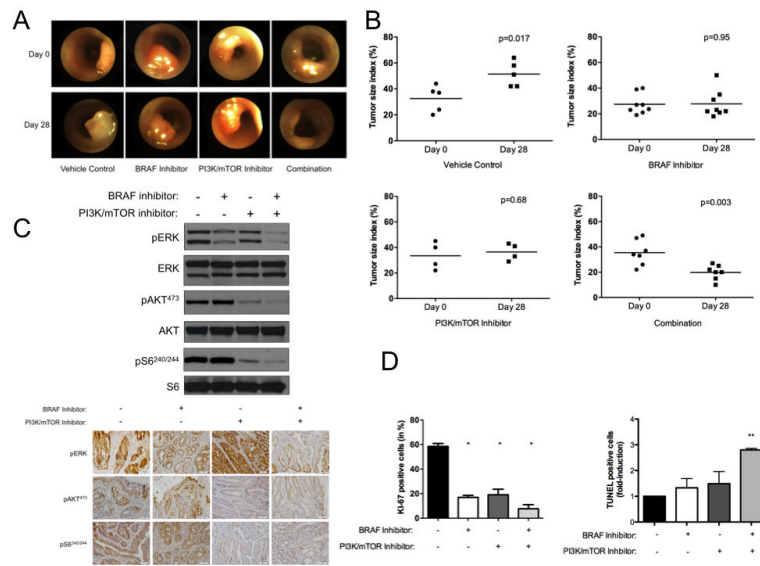 A
Day 0
Day 28
Vehicle Control BRAF Inhibitor PI3K/mTOR Inhibitor Combination
B
Tumor size index (%)
80
60
40
20
0
p=0.017
Day 0 Day 28
Vehicle Control
Tumor size index (%)
80
60
40
20
0
p=0.95
Day 0 Day 28
BRAF Inhibitor
Tumor size index (%)
80
60
40
20
0
p=0.68
Day 0 Day 28
PI3K/mTOR Inhibitor
Tumor size index (%)
80
60
40
20
0
p=0.003
Day 0 Day 28
Combination
C
BRAF inhibitor: - + - +
PI3K/mTOR inhibitor: - - + +
pERK
ERK
pAKT473
AKT
pS6240/244
S6
BRAF Inhibitor: - + - +
PI3K/mTOR Inhibitor: - - + +
pERK
pAKT473
pS6240/244
D
KI-67 positive cells (in %)
80
60
40
20
0
* * *
BRAF Inhibitor: - + - +
PI3K/mTOR Inhibitor: - - + +
TUNEL positive cells
(fold-induction)
4
3
2
1
0
**
BRAF Inhibitor: - + - +
PI3K/mTOR Inhibitor: - - + +